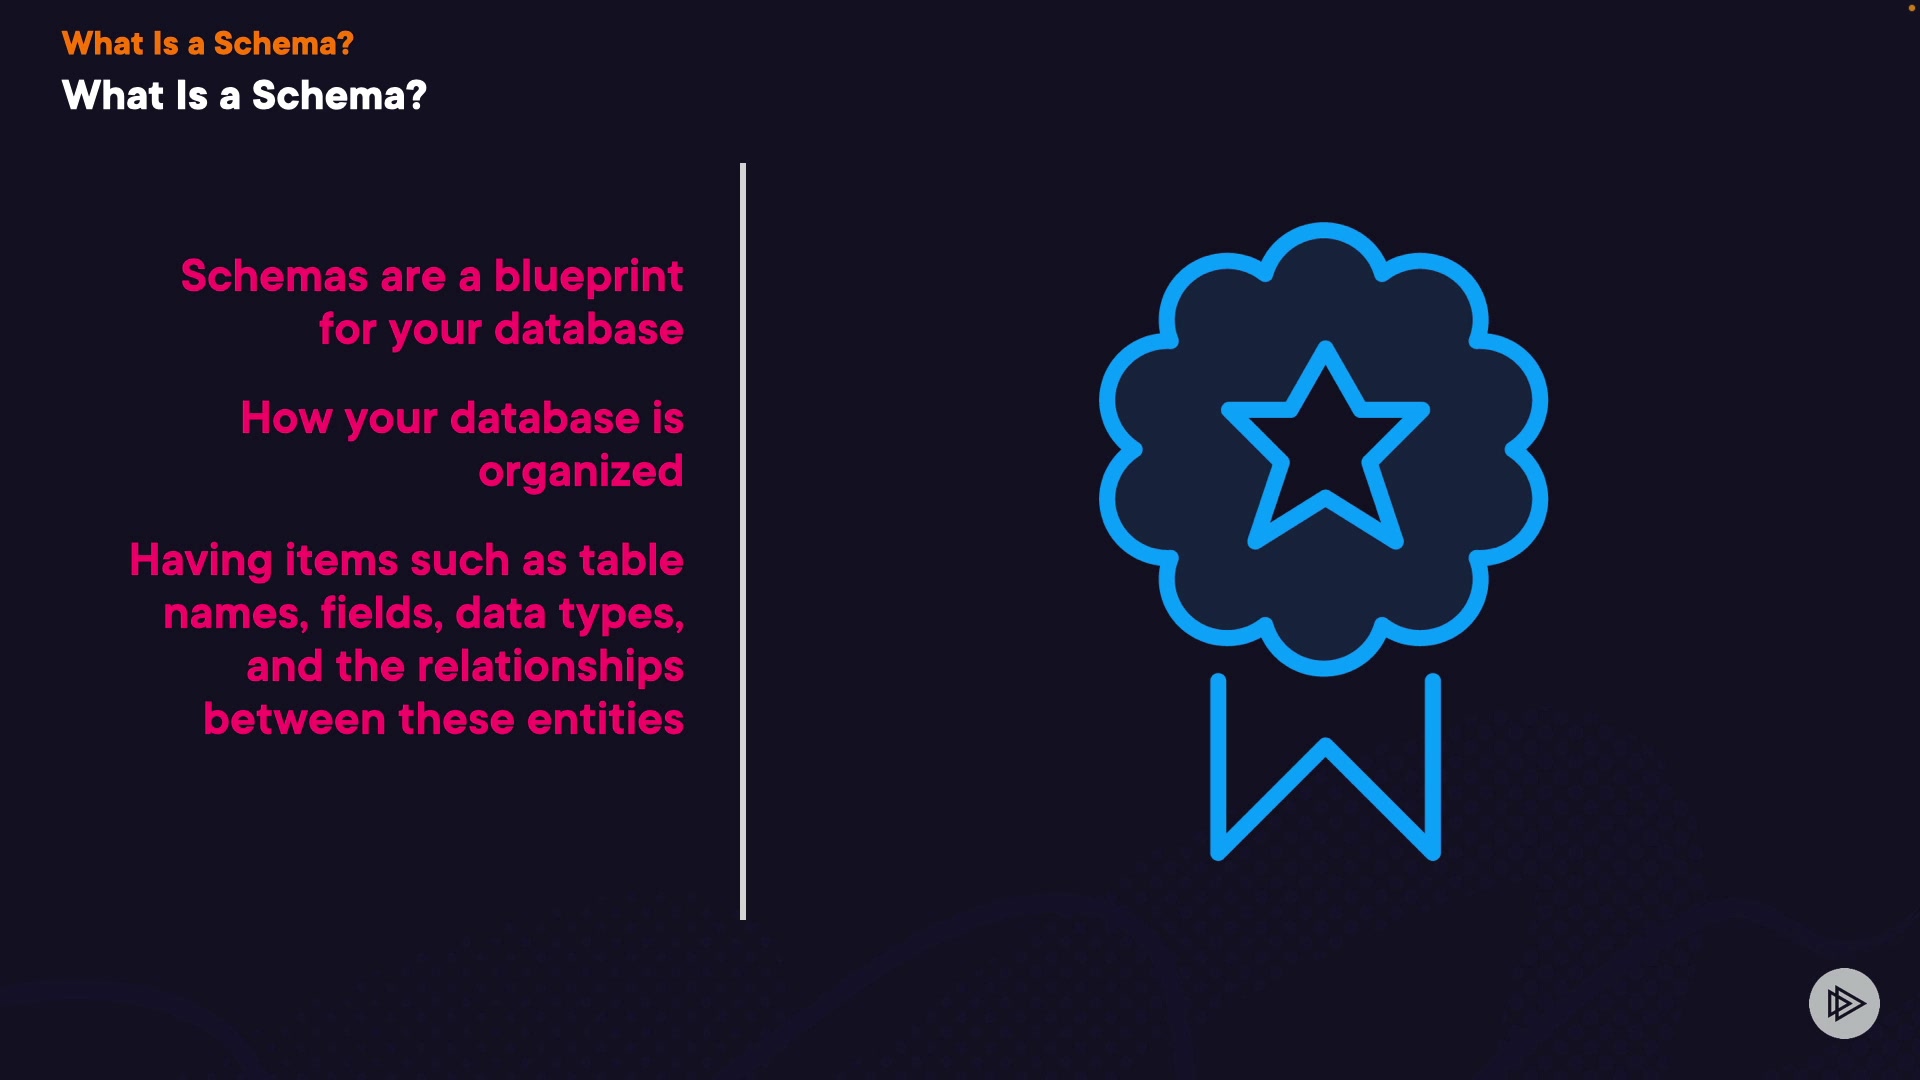 What Is a Schema?
What Is a Schema?
Schemas are a blueprint
for your database
How your database is
organized
Having items such as table
names, fields, data types,
and the relationships
between these entities